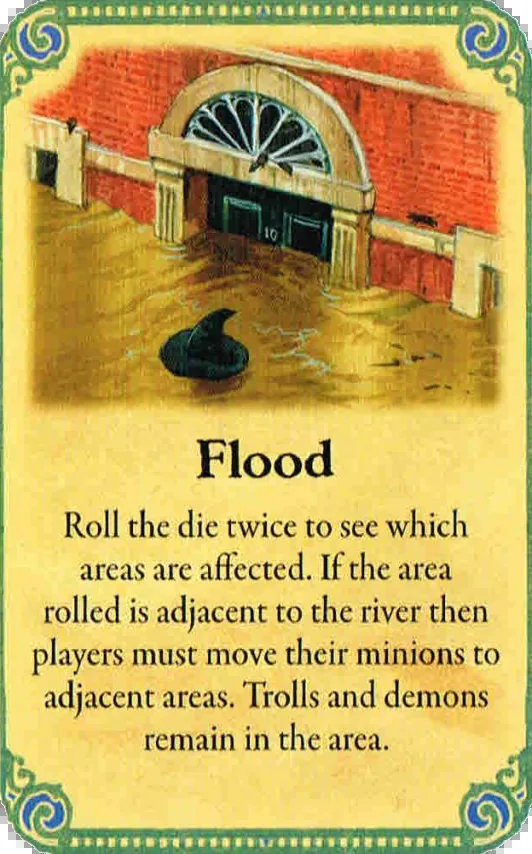 10
Flood
Roll the die twice to see which
areas are affected. If the area
rolled is adjacent to the river then
players must move their minions to
adjacent areas. Trolls and demons
remain in the area.